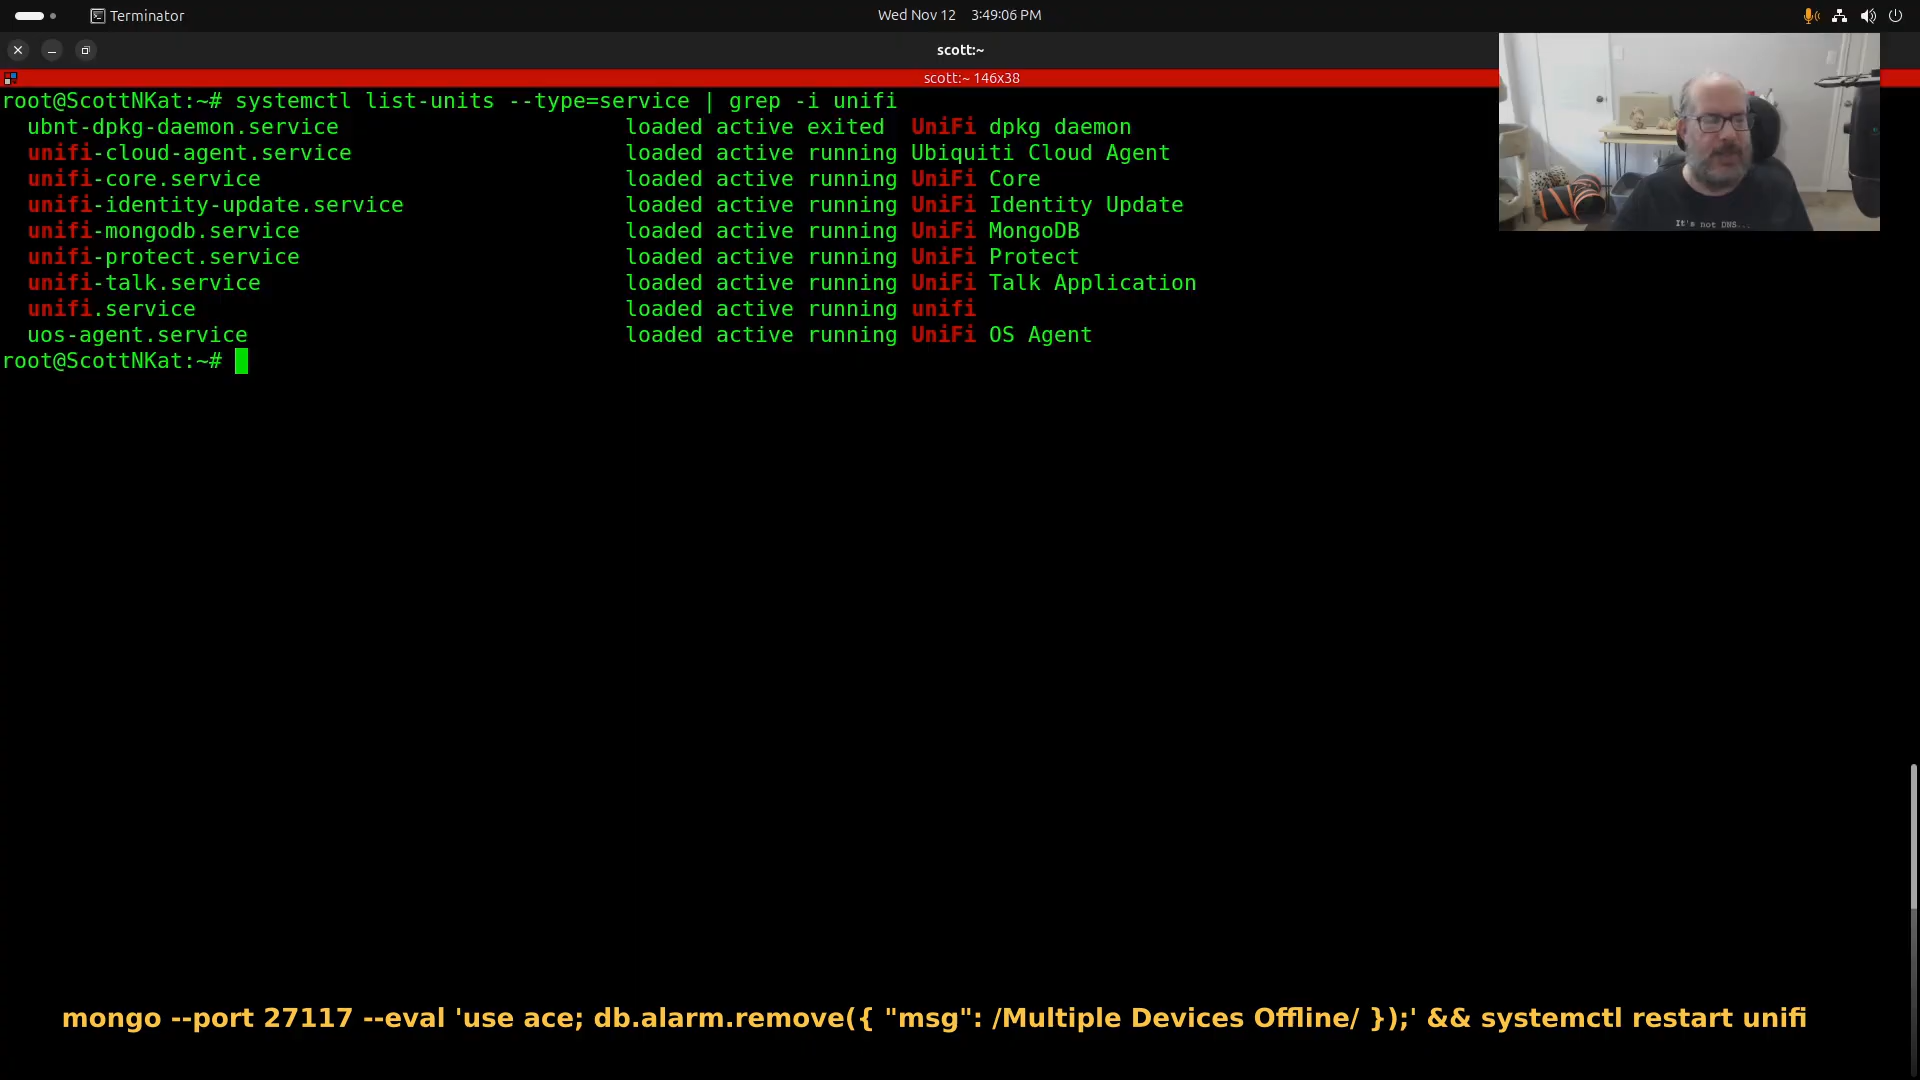 Terminator
Wed Nov 12 3:49:06 PM
scott:~
scott:~ 146x38
root@ScottNKat:~# systemctl list-units --type=service | grep -i unifi
ubnt-dpkg-daemon.service loaded active exited UniFi dpkg daemon
unifi-cloud-agent.service loaded active running Ubiquiti Cloud Agent
unifi-core.service loaded active running UniFi Core
unifi-identity-update.service loaded active running UniFi Identity Update
unifi-mongodb.service loaded active running UniFi MongoDB
unifi-protect.service loaded active running UniFi Protect
unifi-talk.service loaded active running UniFi Talk Application
unifi.service loaded active running unifi
uos-agent.service loaded active running UniFi OS Agent
root@ScottNKat:~#
It's not DNS...
mongo --port 27117 --eval 'use ace; db.alarm.remove({ "msg": /Multiple Devices Offline/ });' && systemctl restart unifi